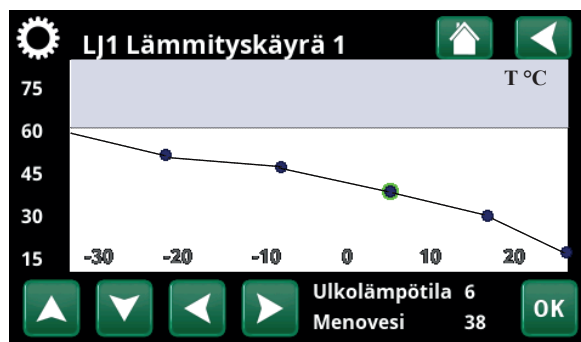 LJ1 Lämmityskäyrä 1
T °C
75
60
45
30
15
-30 -20 -10 0 10 20
Ulkolämpötila 6
Menovesi 38
OK